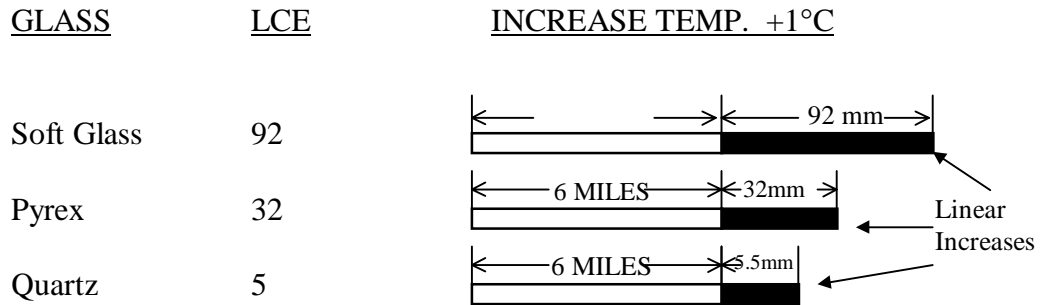 GLASS LCE INCREASE TEMP. +1°C
Soft Glass 92 92 mm
Pyrex 32 6 MILES 32mm
Linear
Increases
Quartz 5 6 MILES 5.5mm